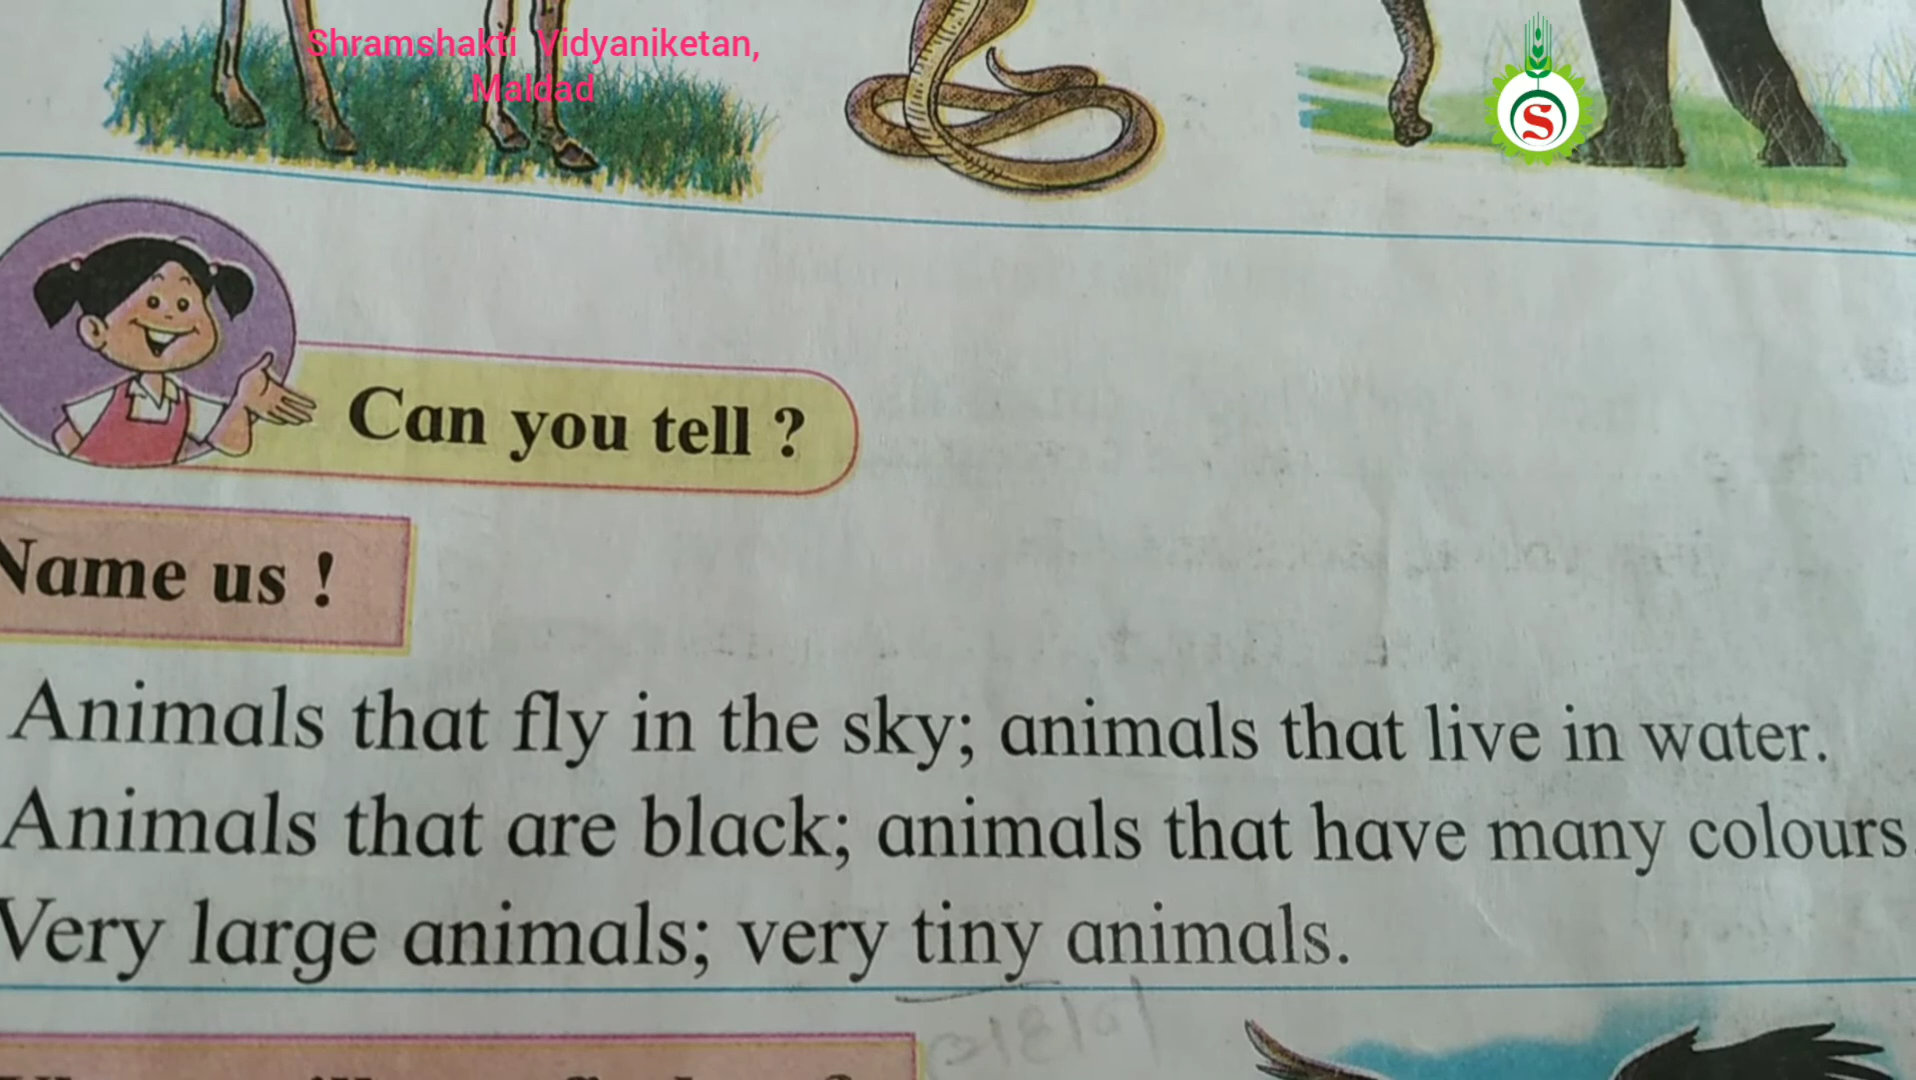 Shramshakti Vidyaniketan,
Maldad
S
Can you tell ?
Name us !
Animals that fly in the sky; animals that live in water.
Animals that are black; animals that have many colours.
Very large animals; very tiny animals.